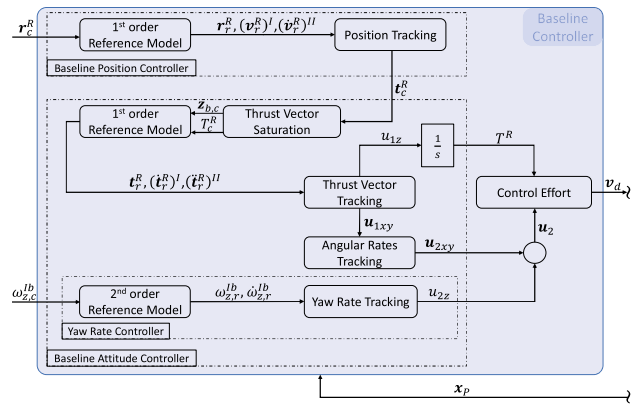 Baseline
Controller
𝒓_c^R
1st order
Reference Model
𝒓_r^R, (𝒗_r^R)^I, (𝒗̇_r^R)^II
Position Tracking
Baseline Position Controller
𝒕_c^R
1st order
Reference Model
𝒛_b,c
T_c^R
Thrust Vector
Saturation
u_1z
1/s
T^R
𝒕_r^R, (𝒕̇_r^R)^I, (𝒕̈_r^R)^II
Thrust Vector
Tracking
Control Effort
𝒗_d
𝒖_1xy
𝒖_2
Angular Rates
Tracking
𝒖_2xy
ω_z,c^Ib
2nd order
Reference Model
ω_z,r^Ib, ω̇_z,r^Ib
Yaw Rate Tracking
u_2z
Yaw Rate Controller
Baseline Attitude Controller
𝒙_P